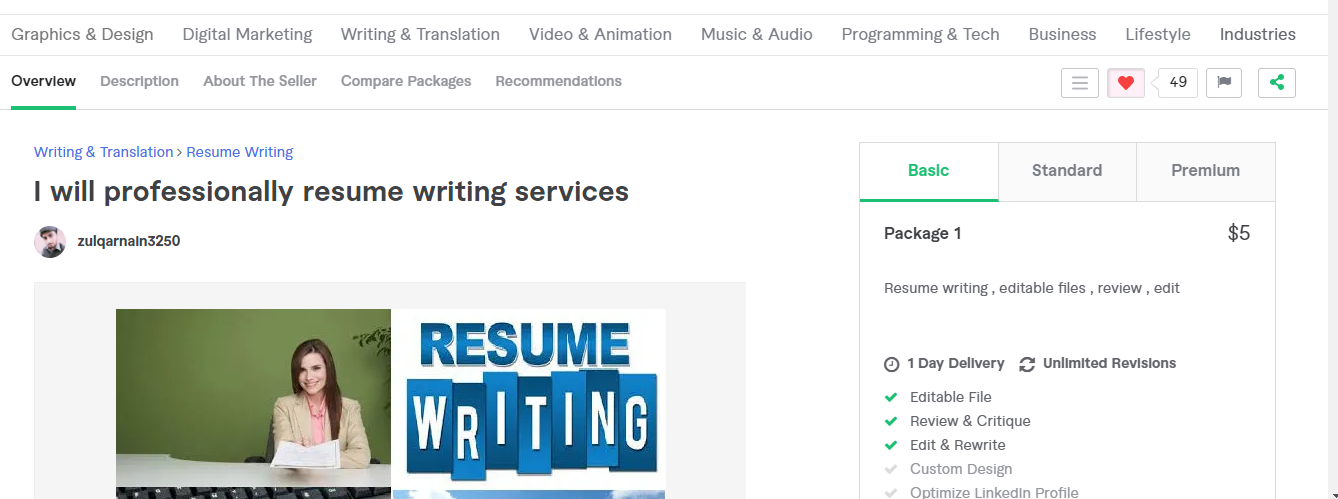 Graphics & Design Digital Marketing Writing & Translation Video & Animation Music & Audio Programming & Tech Business Lifestyle Industries
Overview Description About The Seller Compare Packages Recommendations 49
Writing & Translation > Resume Writing
I will professionally resume writing services
zulqarnain3250
RESUME
WRITING
Basic Standard Premium
Package 1 $5
Resume writing , editable files , review , edit
1 Day Delivery Unlimited Revisions
Editable File
Review & Critique
Edit & Rewrite
Custom Design
Optimize LinkedIn Profile